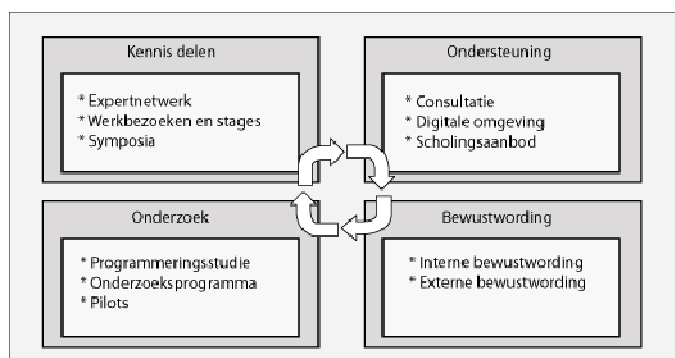 Kennis delen
* Expertnetwerk
* Werkbezoeken en stages
* Symposia
Ondersteuning
* Consultatie
* Digitale omgeving
* Scholingsaanbod
Onderzoek
* Programmeringsstudie
* Onderzoeksprogramma
* Pilots
Bewustwording
* Interne bewustwording
* Externe bewustwording